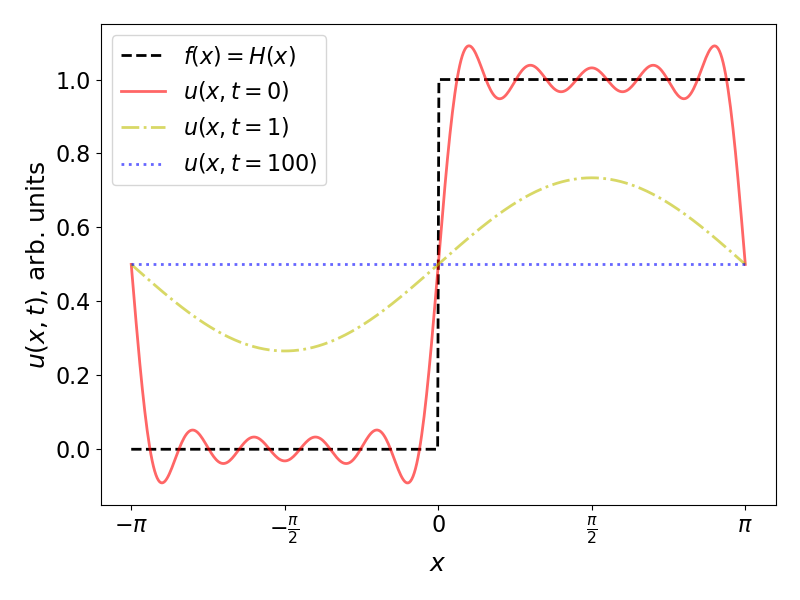 f(x) = H(x)
u(x, t = 0)
u(x, t = 1)
u(x, t = 100)
u(x, t), arb. units
1.0
0.8
0.6
0.4
0.2
0.0
−π
−π/2
0
π/2
π
x